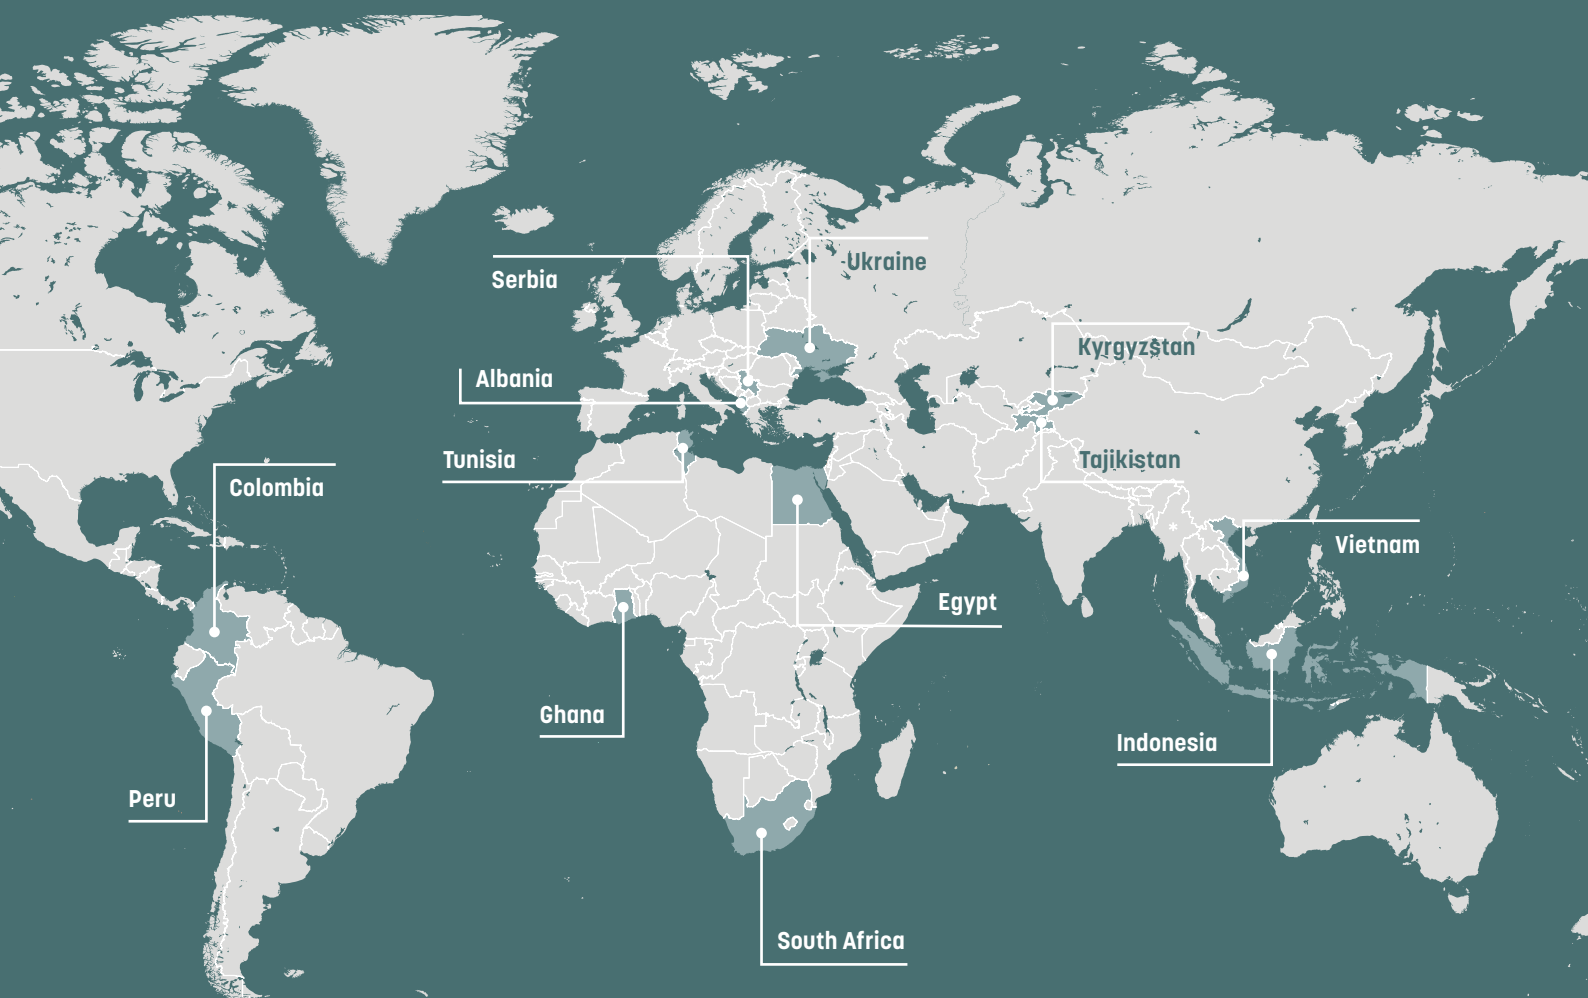 Ukraine
Serbia
Kyrgyzstan
Albania
Tunisia
Tajikistan
Colombia
*
Vietnam
Egypt
Ghana
Indonesia
Peru
South Africa